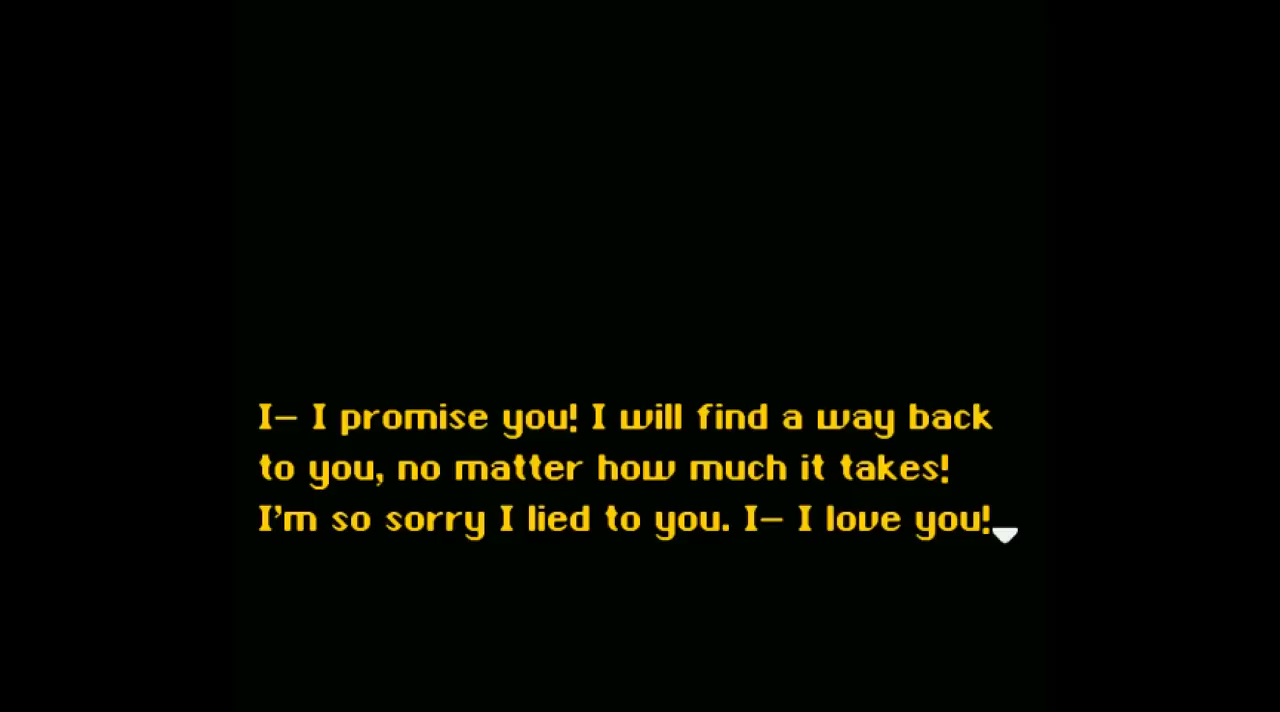 I– I promise you! I will find a way back
to you, no matter how much it takes!
I'm so sorry I lied to you. I– I love you!